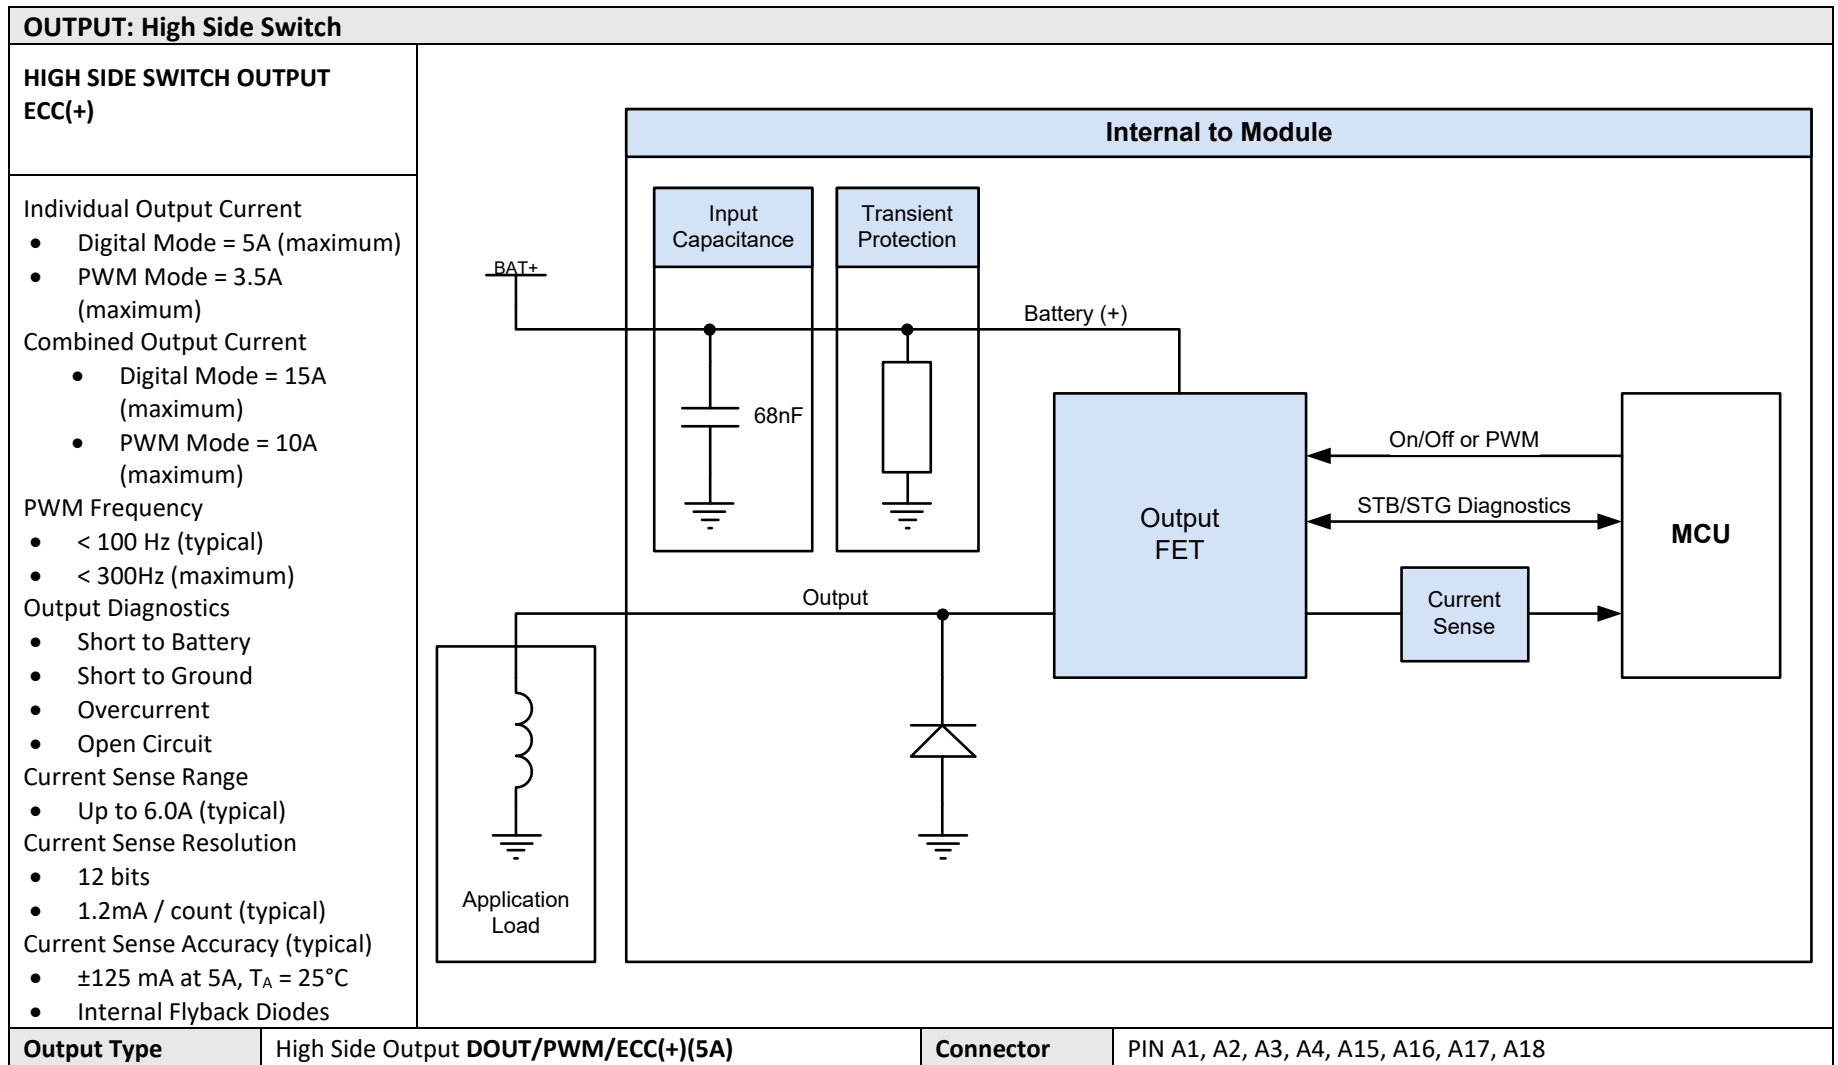 OUTPUT: High Side Switch
HIGH SIDE SWITCH OUTPUT
ECC(+)
Individual Output Current
• Digital Mode = 5A (maximum)
• PWM Mode = 3.5A
(maximum)
Combined Output Current
• Digital Mode = 15A
(maximum)
• PWM Mode = 10A
(maximum)
PWM Frequency
• < 100 Hz (typical)
• < 300Hz (maximum)
Output Diagnostics
• Short to Battery
• Short to Ground
• Overcurrent
• Open Circuit
Current Sense Range
• Up to 6.0A (typical)
Current Sense Resolution
• 12 bits
• 1.2mA / count (typical)
Current Sense Accuracy (typical)
• ±125 mA at 5A, TA = 25°C
• Internal Flyback Diodes
Internal to Module
Input
Capacitance
Transient
Protection
BAT+
Battery (+)
68nF
On/Off or PWM
STB/STG Diagnostics
Output
FET
MCU
Output
Current
Sense
Application
Load
Output Type High Side Output DOUT/PWM/ECC(+)(5A) Connector PIN A1, A2, A3, A4, A15, A16, A17, A18